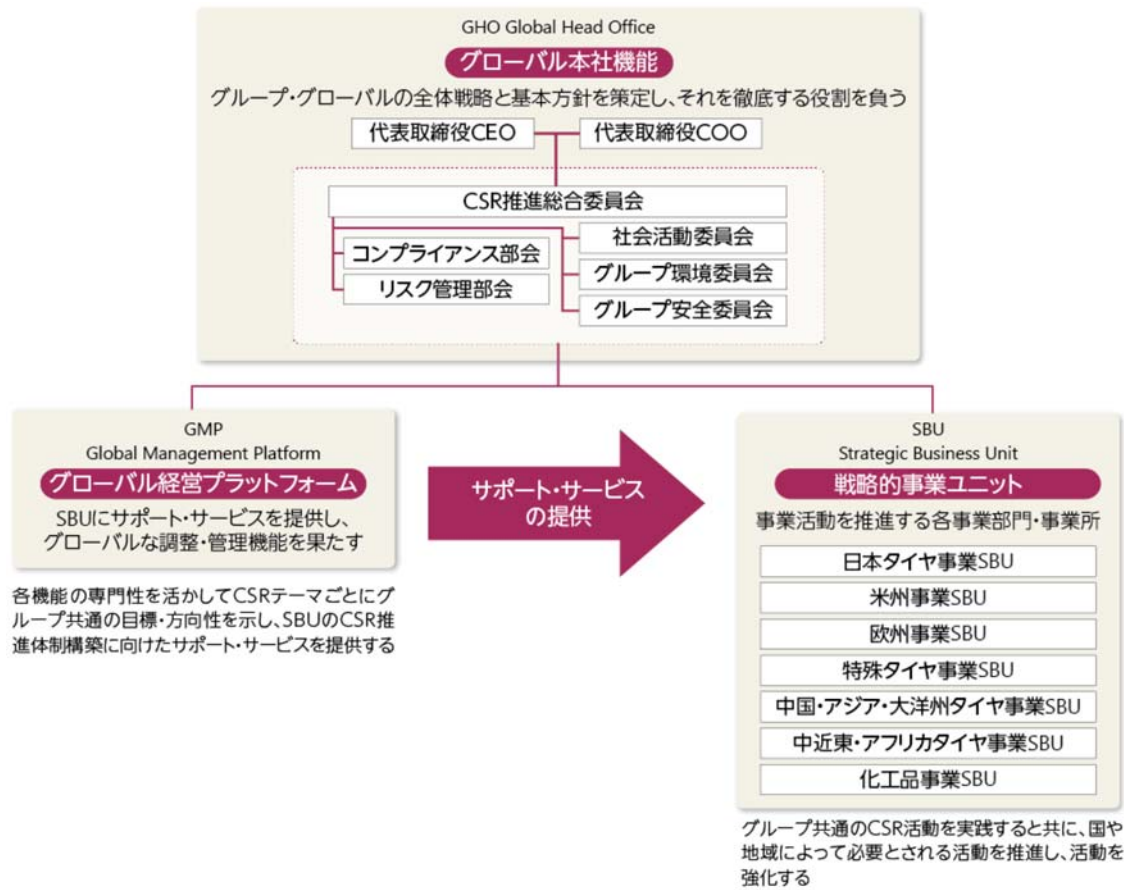 GHO Global Head Office
グローバル本社機能
グループ・グローバルの全体戦略と基本方針を策定し、それを徹底する役割を負う
代表取締役CEO
代表取締役COO
CSR推進総合委員会
コンプライアンス部会
リスク管理部会
社会活動委員会
グループ環境委員会
グループ安全委員会
GMP
Global Management Platform
グローバル経営プラットフォーム
SBUにサポート・サービスを提供し、
グローバルな調整・管理機能を果たす
各機能の専門性を活かしてCSRテーマごとにグ
ループ共通の目標・方向性を示し、SBUのCSR推
進体制構築に向けたサポート・サービスを提供する
サポート・サービス
の提供
SBU
Strategic Business Unit
戦略的事業ユニット
事業活動を推進する各事業部門・事業所
日本タイヤ事業SBU
米州事業SBU
欧州事業SBU
特殊タイヤ事業SBU
中国・アジア・大洋州タイヤ事業SBU
中近東・アフリカタイヤ事業SBU
化工品事業SBU
グループ共通のCSR活動を実践すると共に、国や
地域によって必要とされる活動を推進し、活動を
強化する